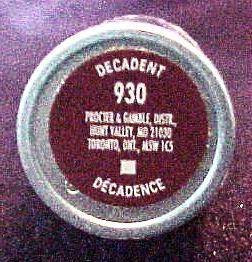 DECADENT
930
PROCTER & GAMBLE, DISTR.,
HUNT VALLEY, MD 21030
TORONTO, ONT., M5W 1C5
DÉCADENCE